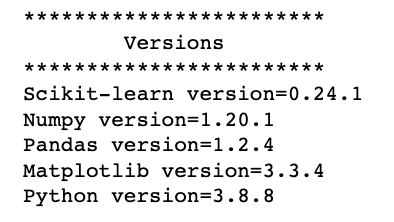 *************************
Versions
*************************
Scikit-learn version=0.24.1
Numpy version=1.20.1
Pandas version=1.2.4
Matplotlib version=3.3.4
Python version=3.8.8